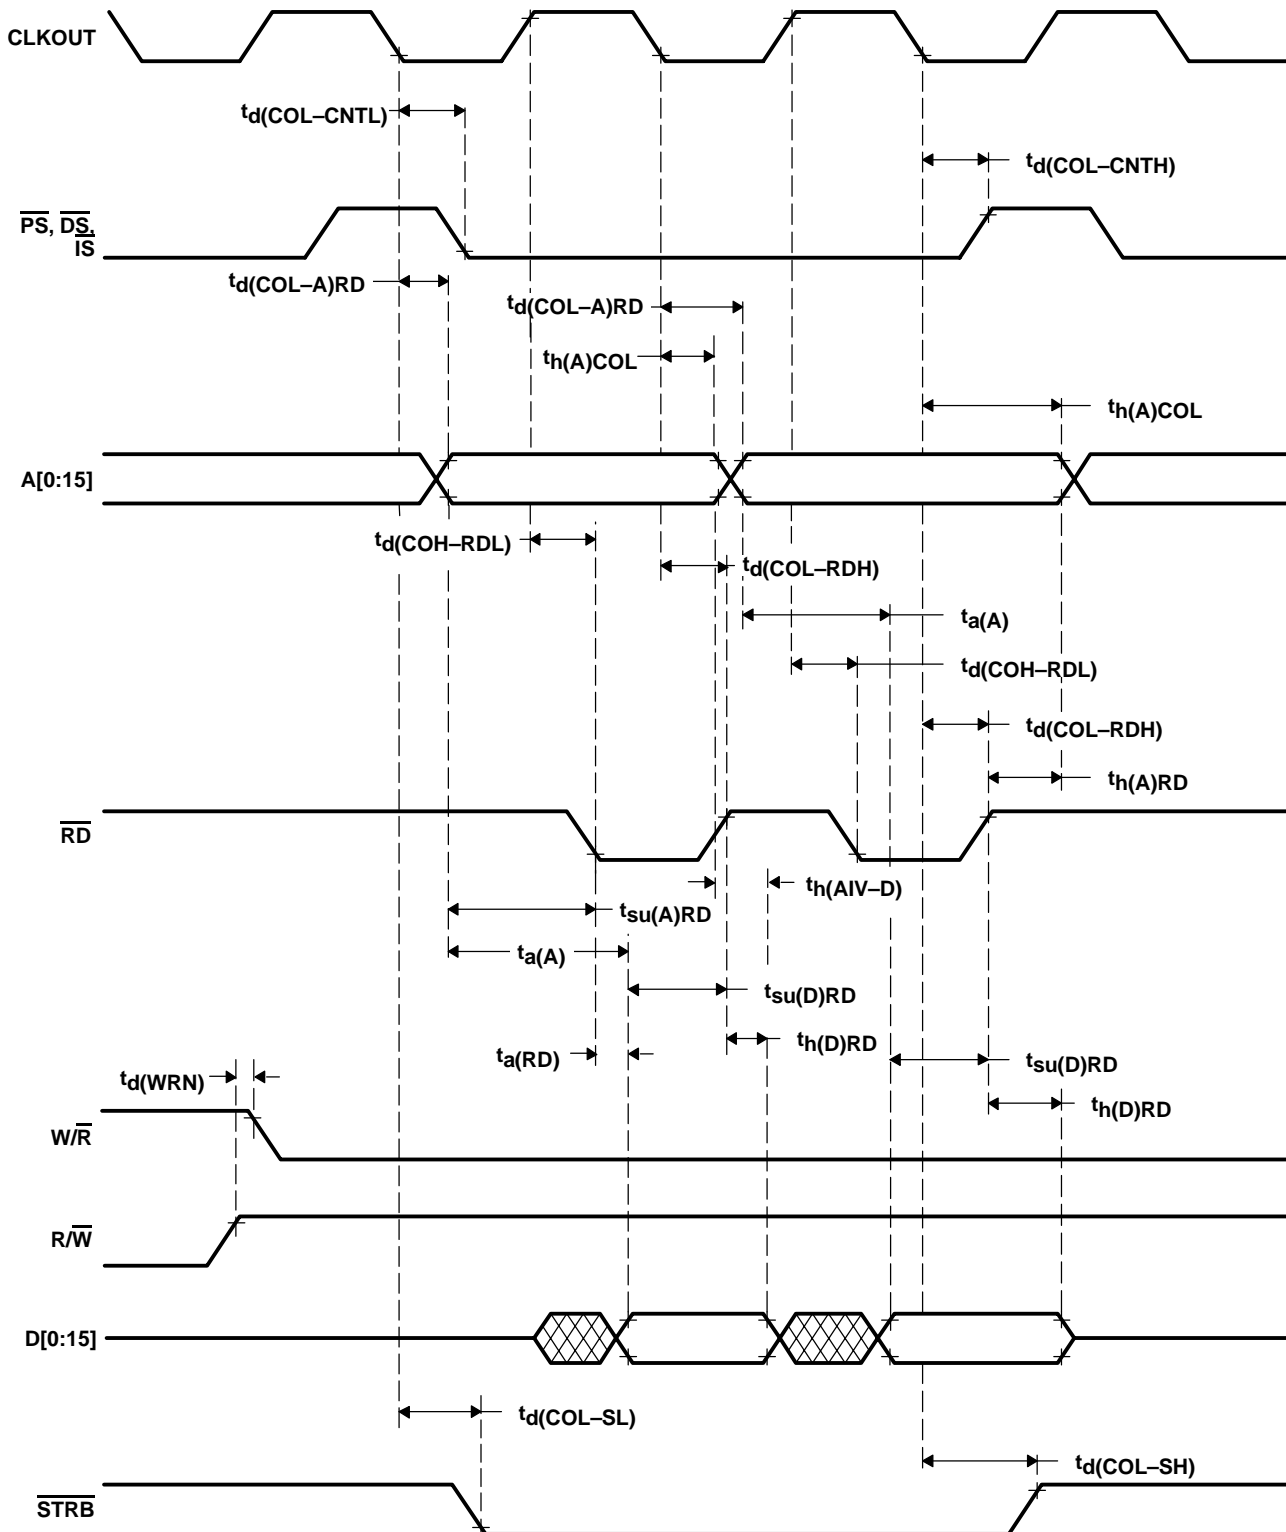 CLKOUT
td(COL–CNTL)
td(COL–CNTH)
PS, DS,
IS
td(COL–A)RD
td(COL–A)RD
th(A)COL
th(A)COL
A[0:15]
td(COH–RDL)
td(COL–RDH)
ta(A)
td(COH–RDL)
td(COL–RDH)
th(A)RD
RD
th(AIV–D)
tsu(A)RD
ta(A)
tsu(D)RD
th(D)RD
ta(RD)
tsu(D)RD
td(WRN)
th(D)RD
W/R
R/W
D[0:15]
td(COL–SL)
td(COL–SH)
STRB